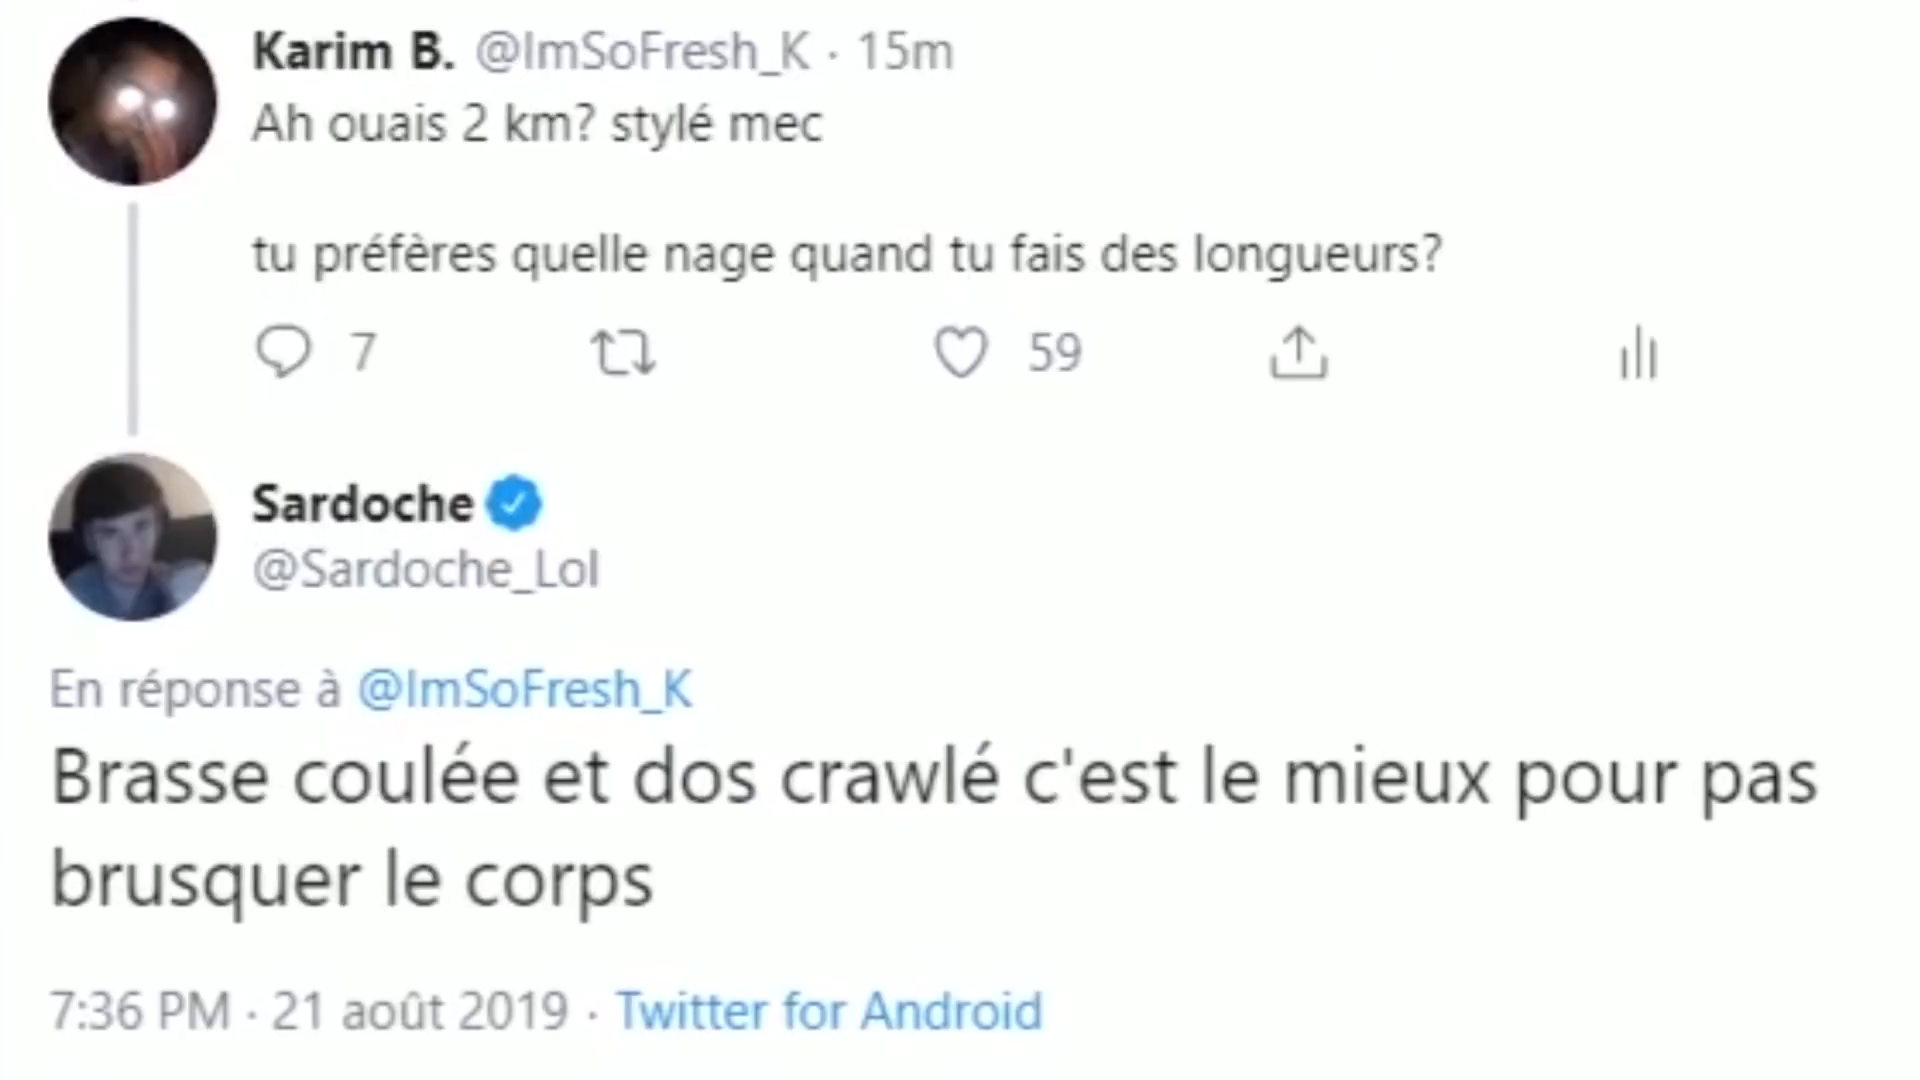 Karim B. @ImSoFresh_K · 15m
Ah ouais 2 km? stylé mec
tu préfères quelle nage quand tu fais des longueurs?
7 59
Sardoche
@Sardoche_Lol
En réponse à @ImSoFresh_K
Brasse coulée et dos crawlé c'est le mieux pour pas
brusquer le corps
7:36 PM · 21 août 2019 · Twitter for Android